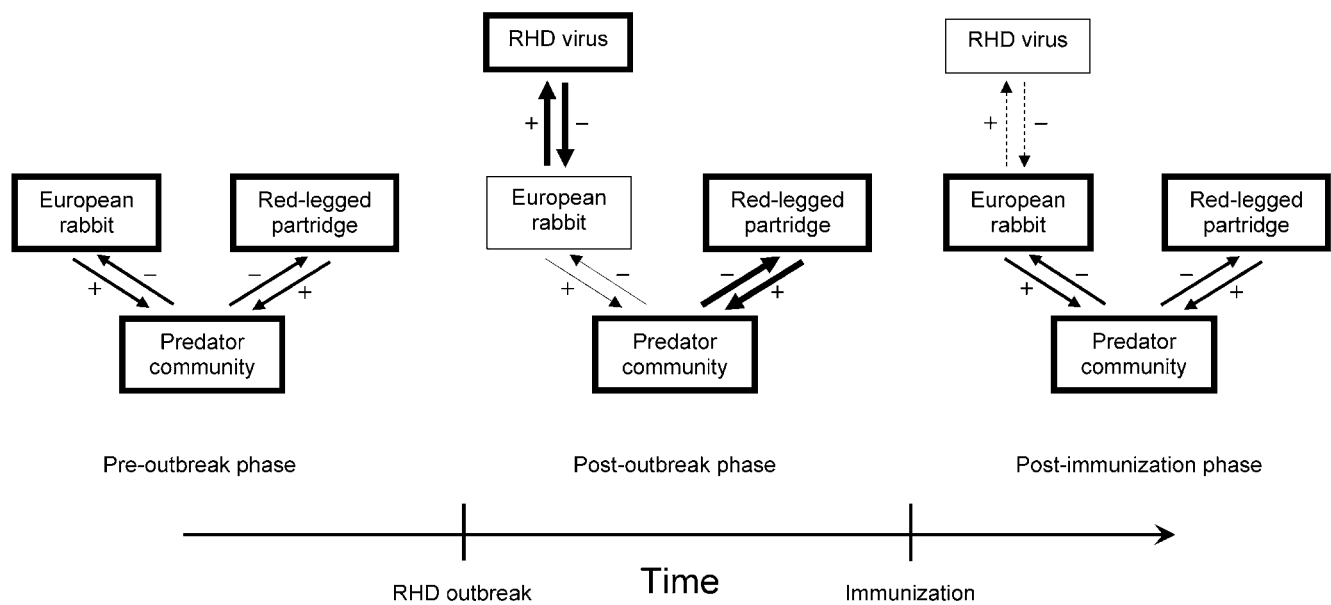 RHD virus
RHD virus
+
–
+
–
European
rabbit
Red-legged
partridge
European
rabbit
Red-legged
partridge
European
rabbit
Red-legged
partridge
+
–
–
+
+
–
–
+
+
–
–
+
Predator
community
Predator
community
Predator
community
Pre-outbreak phase
Post-outbreak phase
Post-immunization phase
RHD outbreak
Time
Immunization